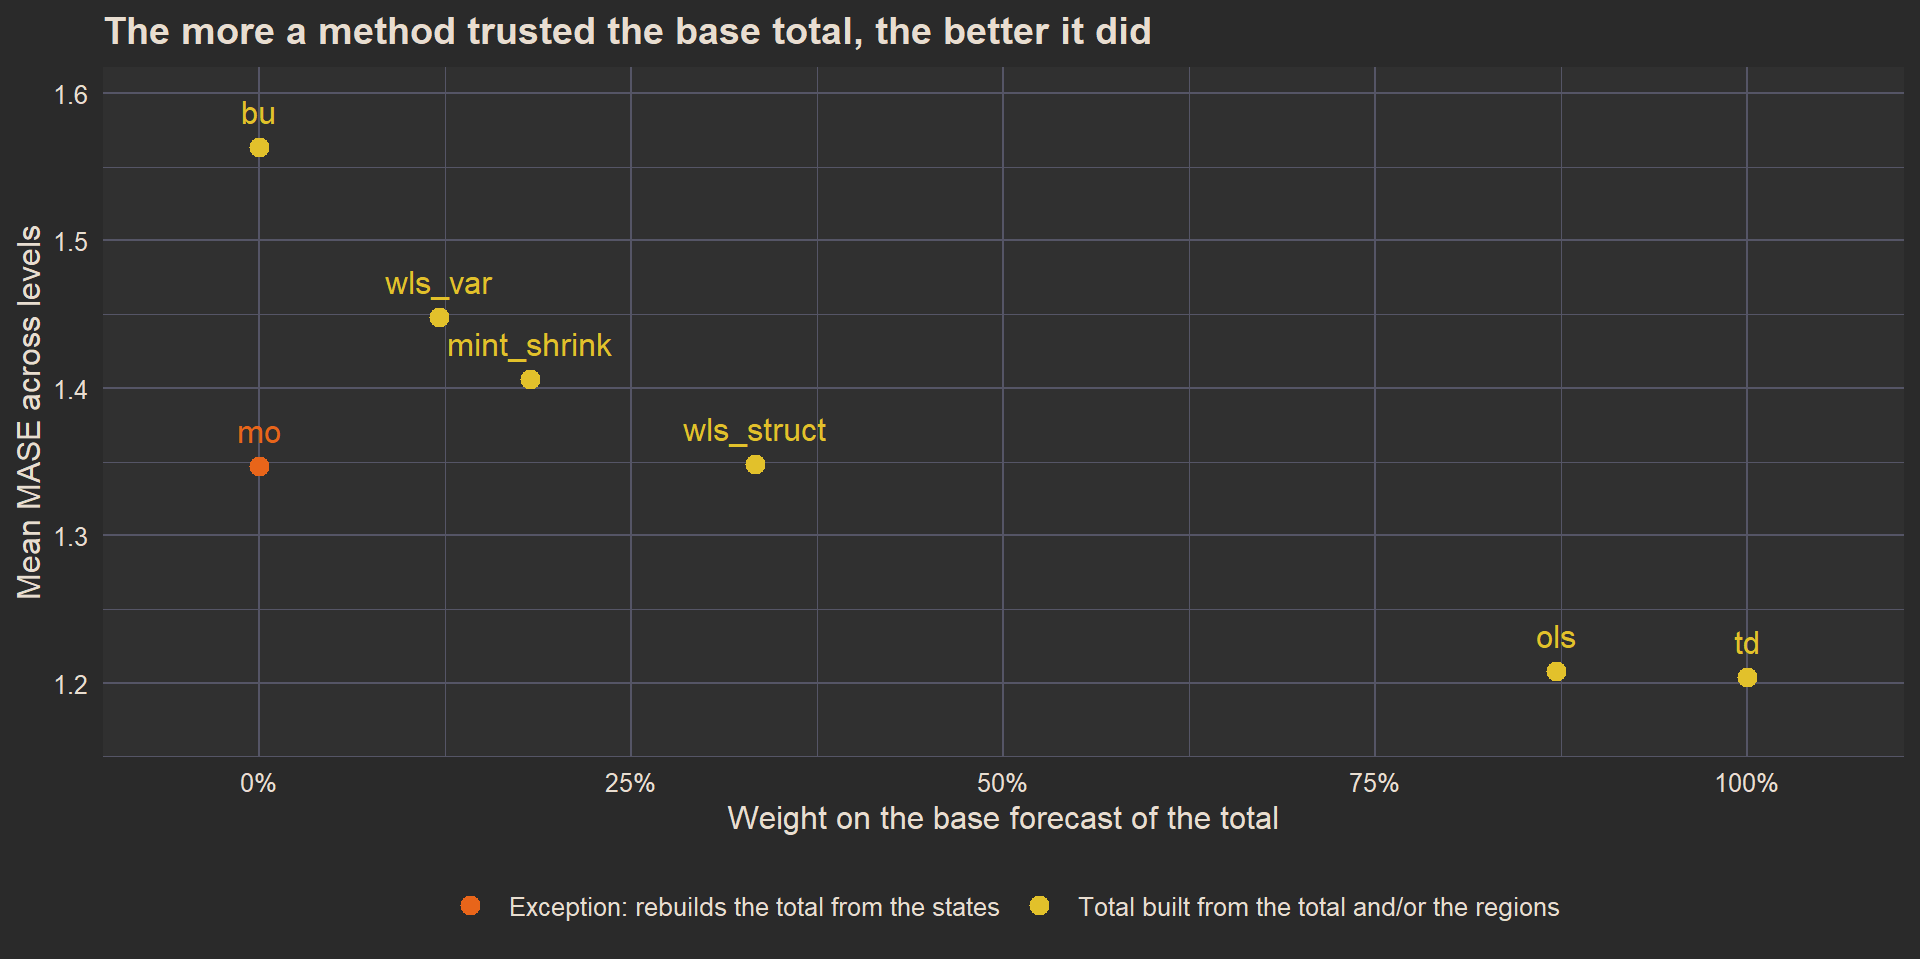 The more a method trusted the base total, the better it did
Mean MASE across levels
1.6
1.5
1.4
1.3
1.2
bu
wls_var
mint_shrink
mo
wls_struct
ols
td
0%
25%
50%
75%
100%
Weight on the base forecast of the total
Exception: rebuilds the total from the states
Total built from the total and/or the regions